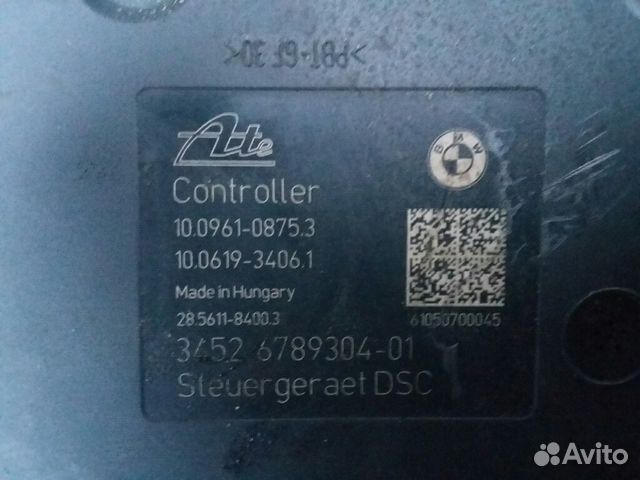 >PBT-GF30<
Ate
BMW
Controller
10.0961-0875.3
10.0619-3406.1
Made in Hungary
28.5611-8400.3
61050700045
3452 6789304-01
Steuergeraet DSC
Avito